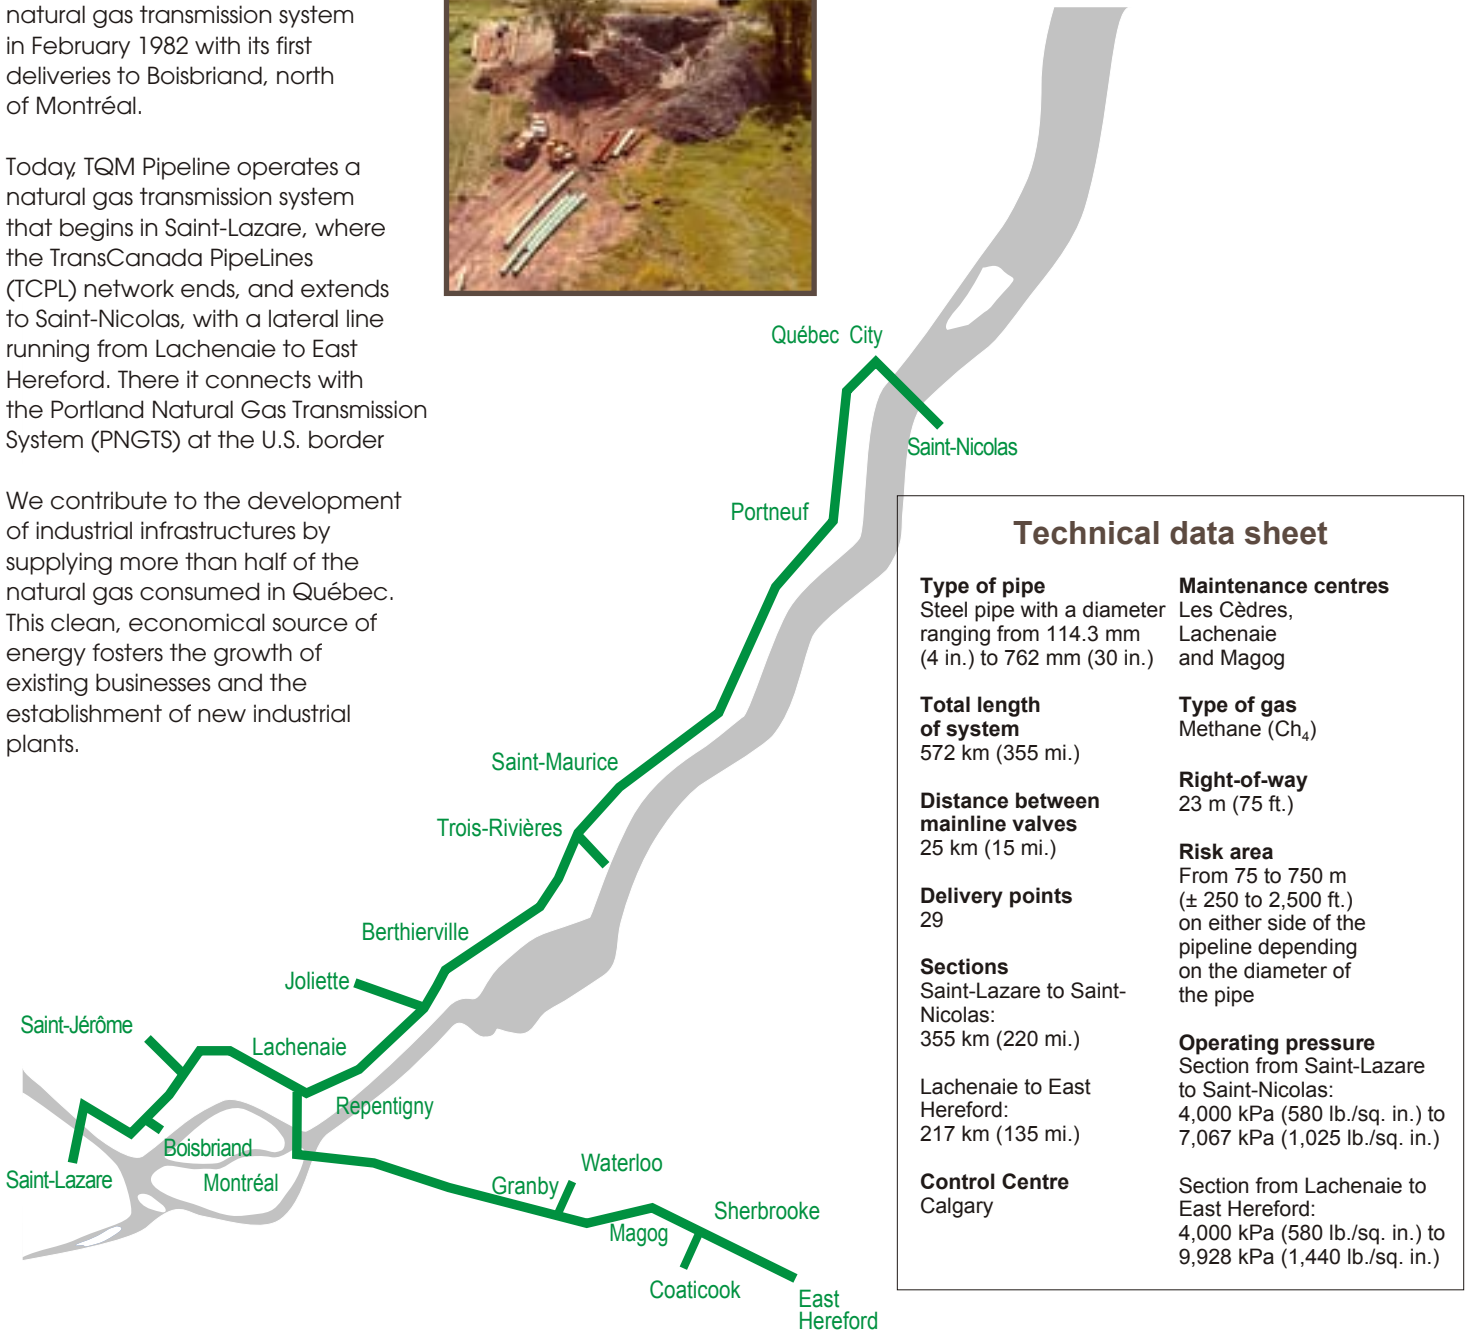 natural gas transmission system
in February 1982 with its first
deliveries to Boisbriand, north
of Montréal.
Today, TQM Pipeline operates a
natural gas transmission system
that begins in Saint-Lazare, where
the TransCanada PipeLines
(TCPL) network ends, and extends
to Saint-Nicolas, with a lateral line
running from Lachenaie to East
Hereford. There it connects with
the Portland Natural Gas Transmission
System (PNGTS) at the U.S. border
We contribute to the development
of industrial infrastructures by
supplying more than half of the
natural gas consumed in Québec.
This clean, economical source of
energy fosters the growth of
existing businesses and the
establishment of new industrial
plants.
Québec City
Saint-Nicolas
Portneuf
Saint-Maurice
Trois-Rivières
Berthierville
Joliette
Saint-Jérôme
Lachenaie
Repentigny
Boisbriand
Saint-Lazare
Montréal
Waterloo
Granby
Sherbrooke
Magog
Coaticook
East
Hereford
Technical data sheet
Type of pipe
Steel pipe with a diameter
ranging from 114.3 mm
(4 in.) to 762 mm (30 in.)
Total length
of system
572 km (355 mi.)
Distance between
mainline valves
25 km (15 mi.)
Delivery points
29
Sections
Saint-Lazare to Saint-
Nicolas:
355 km (220 mi.)
Lachenaie to East
Hereford:
217 km (135 mi.)
Control Centre
Calgary
Maintenance centres
Les Cèdres,
Lachenaie
and Magog
Type of gas
Methane (Ch₄)
Right-of-way
23 m (75 ft.)
Risk area
From 75 to 750 m
(± 250 to 2,500 ft.)
on either side of the
pipeline depending
on the diameter of
the pipe
Operating pressure
Section from Saint-Lazare
to Saint-Nicolas:
4,000 kPa (580 lb./sq. in.) to
7,067 kPa (1,025 lb./sq. in.)
Section from Lachenaie to
East Hereford:
4,000 kPa (580 lb./sq. in.) to
9,928 kPa (1,440 lb./sq. in.)